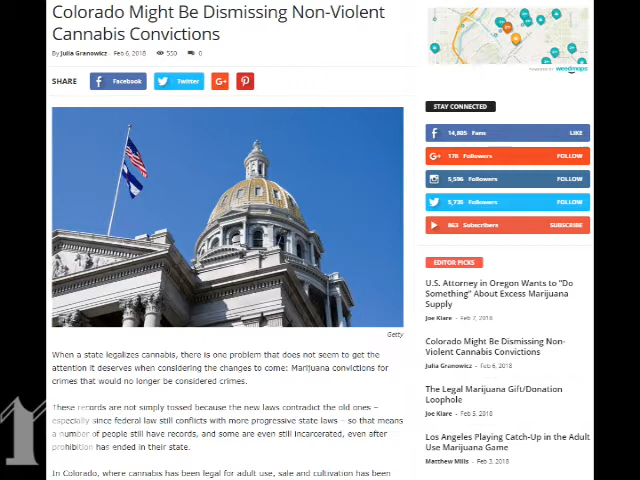 Colorado Might Be Dismissing Non-Violent
Cannabis Convictions
By Julia Granowicz - Feb 6, 2018 550 0
SHARE Facebook Twitter
Getty
When a state legalizes cannabis, there is one problem that does not seem to get the
attention it deserves when considering the changes to come: Marijuana convictions for
crimes that would no longer be considered crimes.
These records are not simply tossed because the new laws contradict the old ones –
especially since federal law still conflicts with more progressive state laws – so that means
a number of people still have records, and some are even still incarcerated, even after
prohibition has ended in their state.
In Colorado, where cannabis has been legal for adult use, sale and cultivation has been
POWERED BY weedmaps
STAY CONNECTED
14,885 Fans LIKE
178 Followers FOLLOW
5,596 Followers FOLLOW
5,735 Followers FOLLOW
863 Subscribers SUBSCRIBE
EDITOR PICKS
U.S. Attorney in Oregon Wants to “Do
Something” About Excess Marijuana
Supply
Joe Klare - Feb 7, 2018
Colorado Might Be Dismissing Non-
Violent Cannabis Convictions
Julia Granowicz - Feb 6, 2018
The Legal Marijuana Gift/Donation
Loophole
Joe Klare - Feb 5, 2018
Los Angeles Playing Catch-Up in the Adult
Use Marijuana Game
Matthew Mills - Feb 3, 2018